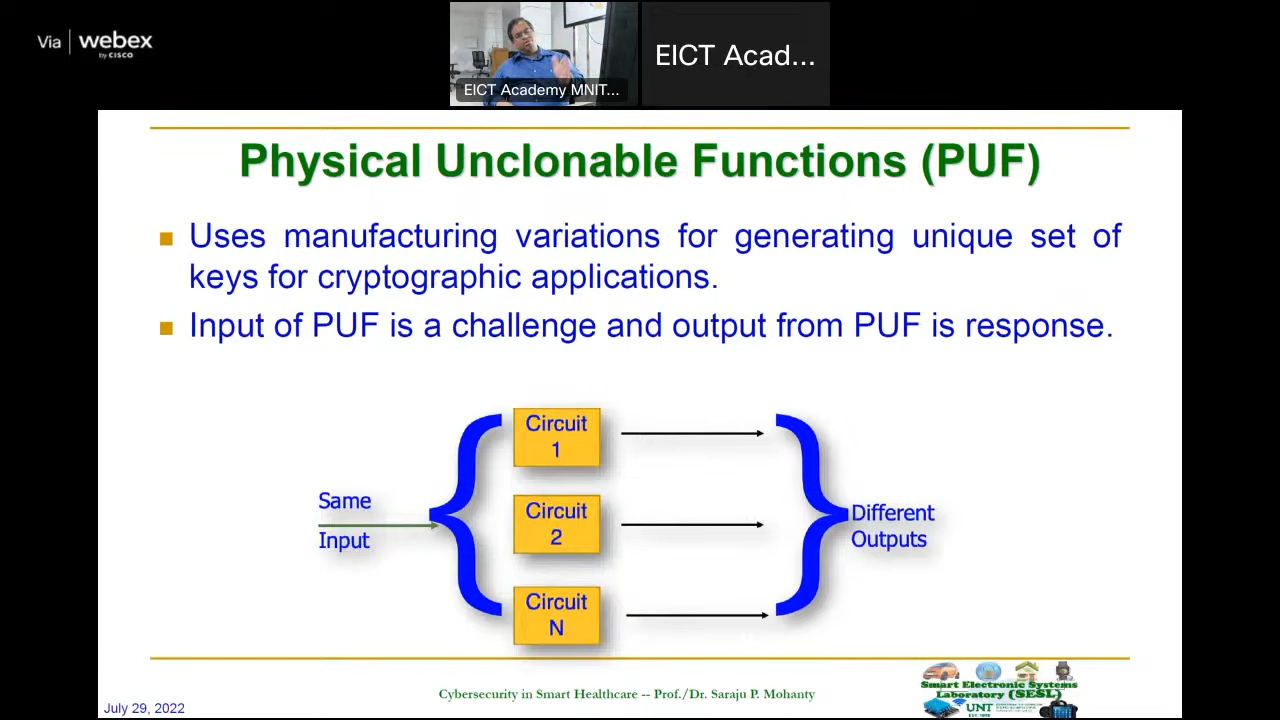 Via webex
by CISCO
EICT Academy MNIT...
EICT Acad...
Physical Unclonable Functions (PUF)
Uses manufacturing variations for generating unique set of
keys for cryptographic applications.
Input of PUF is a challenge and output from PUF is response.
Circuit
1
Same
Input
Circuit
2
Different
Outputs
Circuit
N
July 29, 2022
Cybersecurity in Smart Healthcare -- Prof./Dr. Saraju P. Mohanty
Smart Electronic Systems
Laboratory (SESL)
UNT